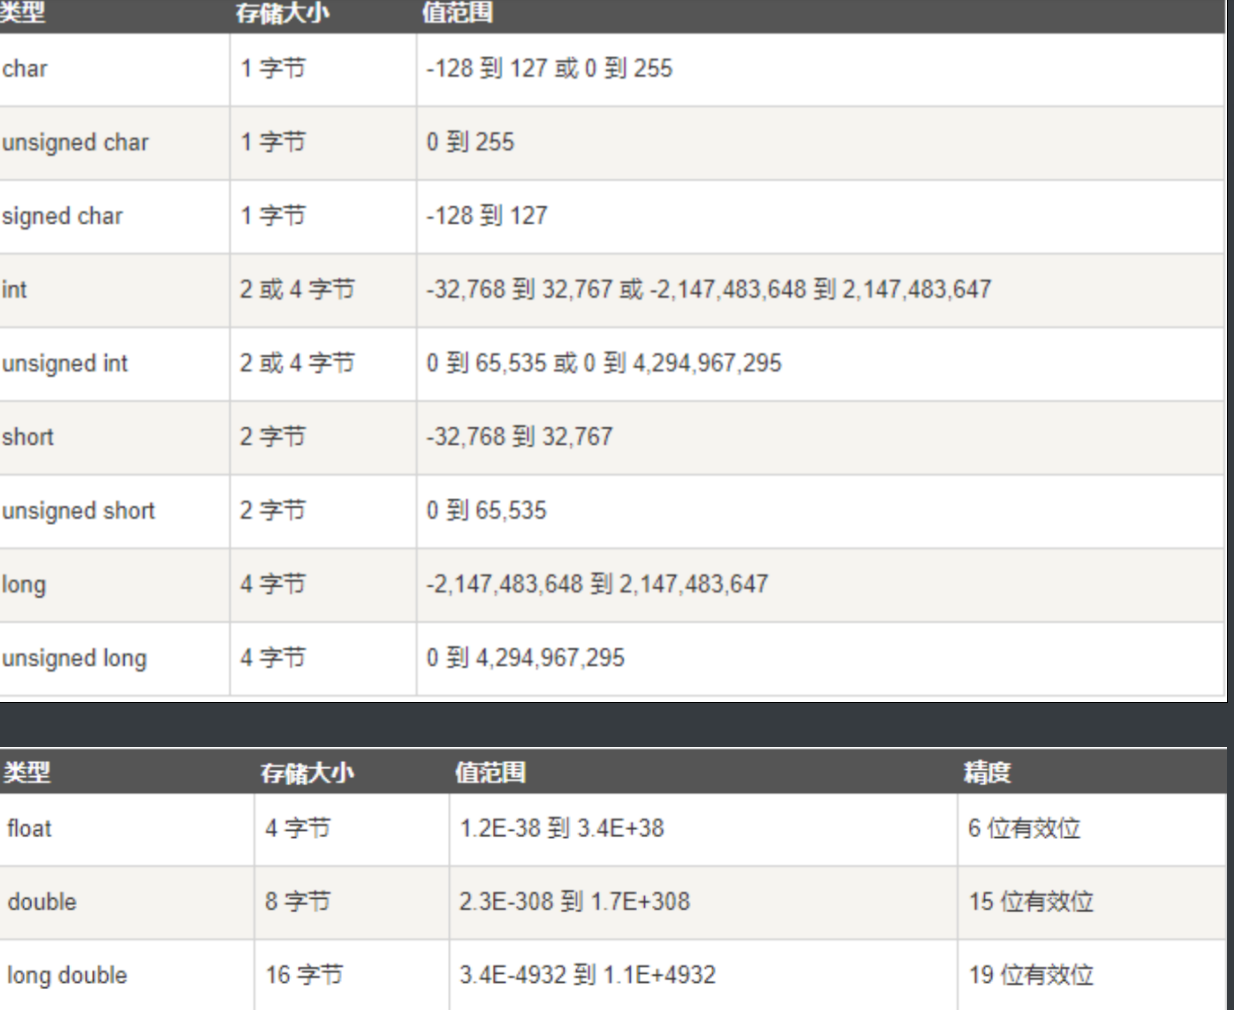 类型 存储大小 值范围
char 1 字节 -128 到 127 或 0 到 255
unsigned char 1 字节 0 到 255
signed char 1 字节 -128 到 127
int 2 或 4 字节 -32,768 到 32,767 或 -2,147,483,648 到 2,147,483,647
unsigned int 2 或 4 字节 0 到 65,535 或 0 到 4,294,967,295
short 2 字节 -32,768 到 32,767
unsigned short 2 字节 0 到 65,535
long 4 字节 -2,147,483,648 到 2,147,483,647
unsigned long 4 字节 0 到 4,294,967,295
类型 存储大小 值范围 精度
float 4 字节 1.2E-38 到 3.4E+38 6 位有效位
double 8 字节 2.3E-308 到 1.7E+308 15 位有效位
long double 16 字节 3.4E-4932 到 1.1E+4932 19 位有效位